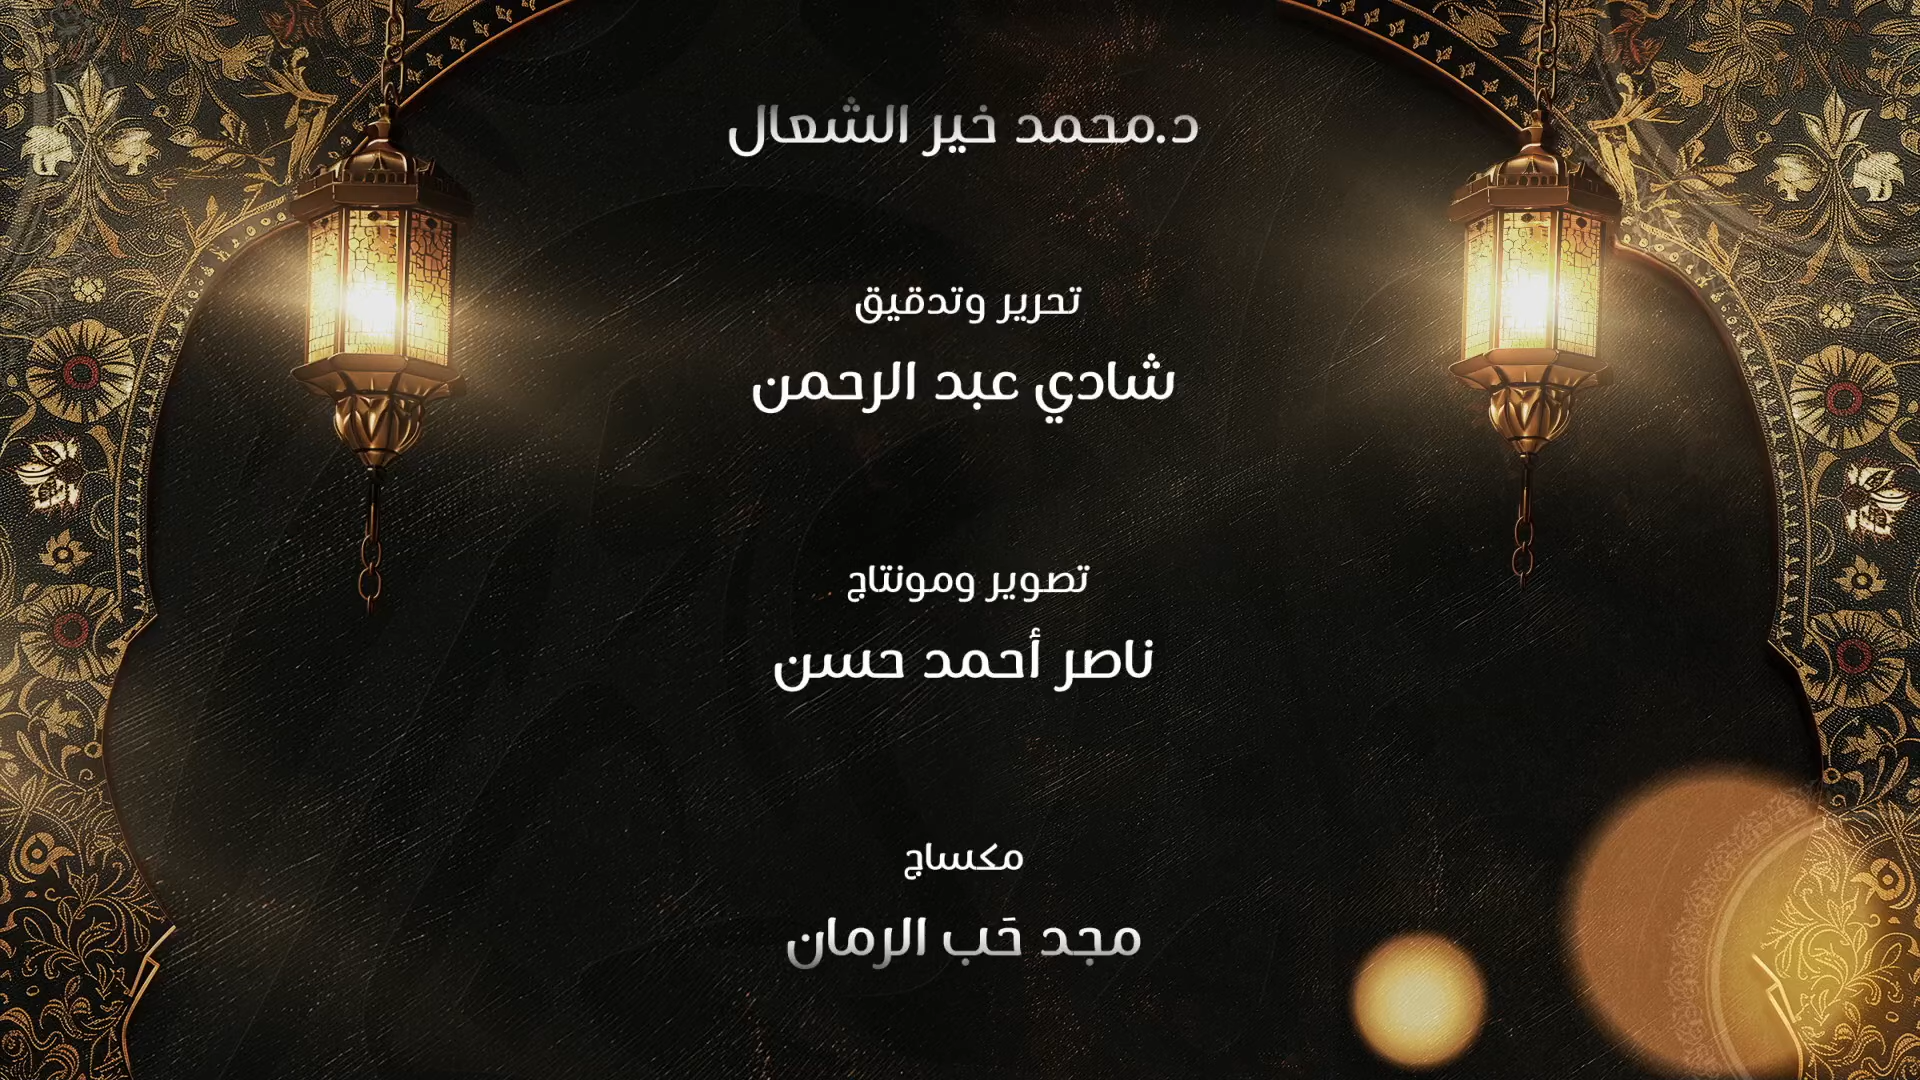 د.محمد خير الشعال
تحرير وتدقيق
شادي عبد الرحمن
تصوير ومونتاج
ناصر أحمد حسن
مكساج
مجد حَب الرمان